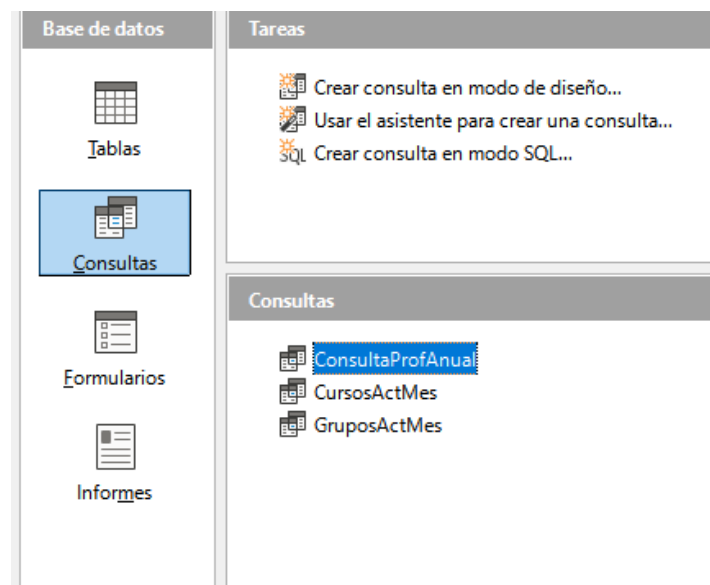 Base de datos
Tablas
Consultas
Formularios
Informes
Tareas
Crear consulta en modo de diseño...
Usar el asistente para crear una consulta...
SQL Crear consulta en modo SQL...
Consultas
ConsultaProfAnual
CursosActMes
GruposActMes